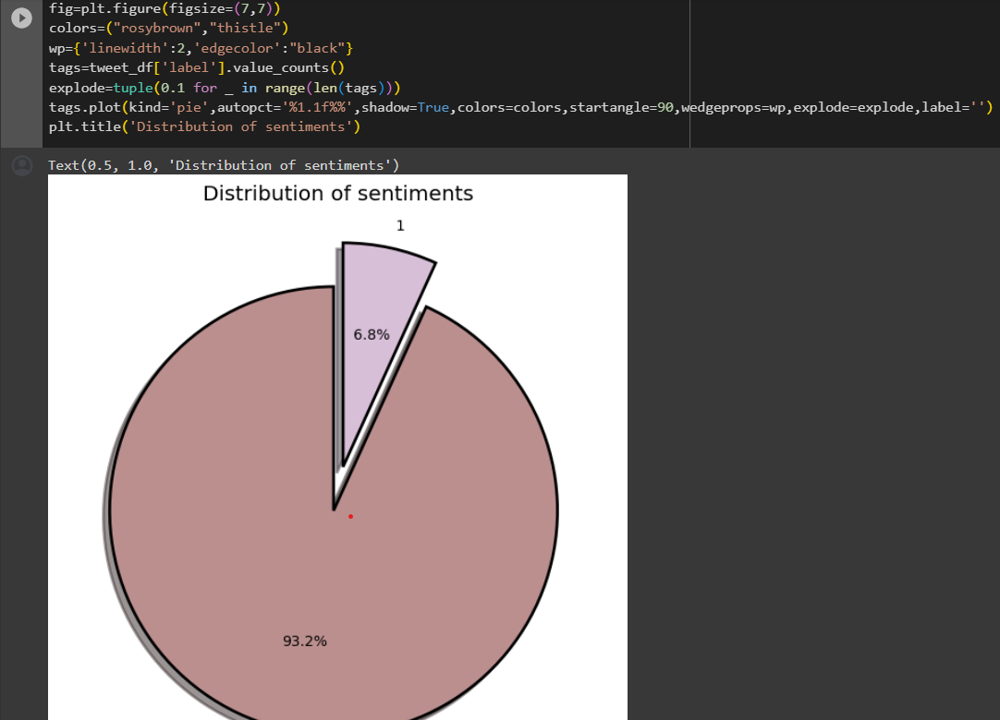 fig=plt.figure(figsize=(7,7))
colors=("rosybrown","thistle")
wp={'linewidth':2,'edgecolor':"black"}
tags=tweet_df['label'].value_counts()
explode=tuple(0.1 for _ in range(len(tags)))
tags.plot(kind='pie',autopct='%1.1f%%',shadow=True,colors=colors,startangle=90,wedgeprops=wp,explode=explode,label='')
plt.title('Distribution of sentiments')
Text(0.5, 1.0, 'Distribution of sentiments')
Distribution of sentiments
1
6.8%
93.2%